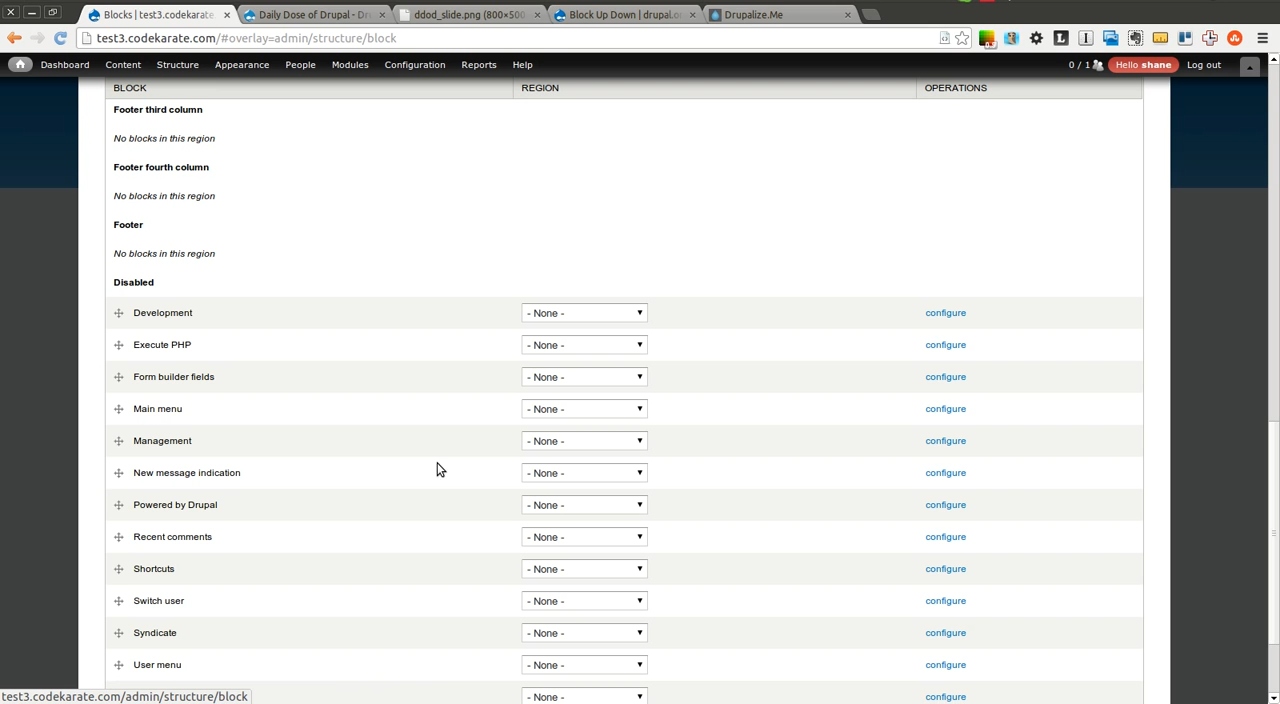 Blocks | test3.codekarate
Daily Dose of Drupal - Dr
ddod_slide.png (800×500
Block Up Down | drupal.or
Drupalize.Me
test3.codekarate.com/#overlay=admin/structure/block
Dashboard Content Structure Appearance People Modules Configuration Reports Help 0 / 1 Hello shane Log out
BLOCK REGION OPERATIONS
Footer third column
No blocks in this region
Footer fourth column
No blocks in this region
Footer
No blocks in this region
Disabled
Development - None - configure
Execute PHP - None - configure
Form builder fields - None - configure
Main menu - None - configure
Management - None - configure
New message indication - None - configure
Powered by Drupal - None - configure
Recent comments - None - configure
Shortcuts - None - configure
Switch user - None - configure
Syndicate - None - configure
User menu - None - configure
- None - configure
test3.codekarate.com/admin/structure/block